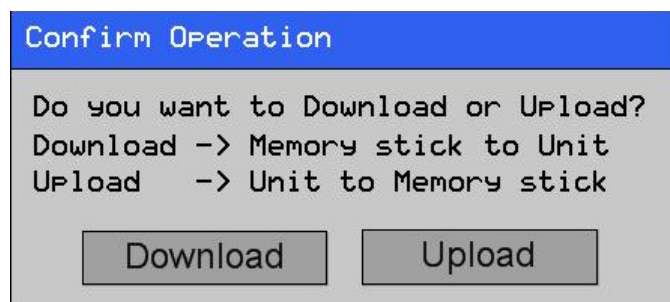 Confirm Operation
Do you want to Download or Upload?
Download -> Memory stick to Unit
Upload -> Unit to Memory stick
Download Upload